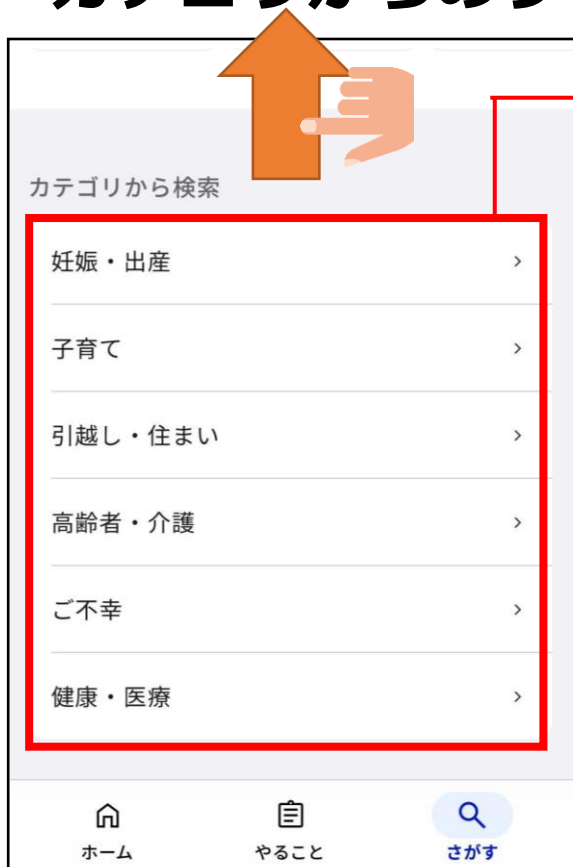 カテゴリから検索
妊娠・出産
子育て
引越し・住まい
高齢者・介護
ご不幸
健康・医療
ホーム
やること
さがす